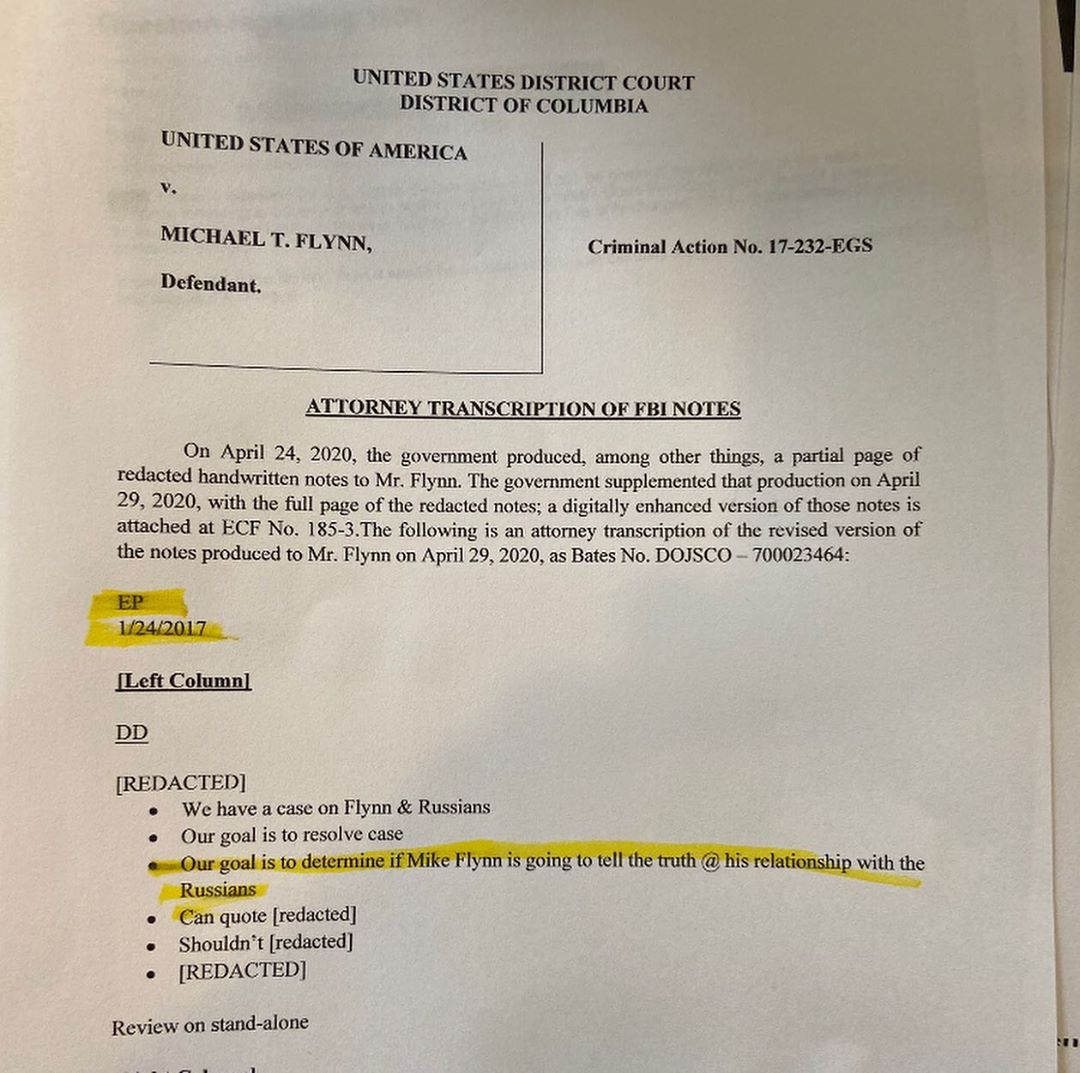 UNITED STATES DISTRICT COURT
DISTRICT OF COLUMBIA
UNITED STATES OF AMERICA
v.
MICHAEL T. FLYNN,
Criminal Action No. 17-232-EGS
Defendant.
ATTORNEY TRANSCRIPTION OF FBI NOTES
On April 24, 2020, the government produced, among other things, a partial page of
redacted handwritten notes to Mr. Flynn. The government supplemented that production on April
29, 2020, with the full page of the redacted notes; a digitally enhanced version of those notes is
attached at ECF No. 185-3.The following is an attorney transcription of the revised version of
the notes produced to Mr. Flynn on April 29, 2020, as Bates No. DOJSCO – 700023464:
EP
1/24/2017
[Left Column]
DD
[REDACTED]
• We have a case on Flynn & Russians
• Our goal is to resolve case
• Our goal is to determine if Mike Flynn is going to tell the truth @ his relationship with the
Russians
• Can quote [redacted]
• Shouldn't [redacted]
• [REDACTED]
Review on stand-alone